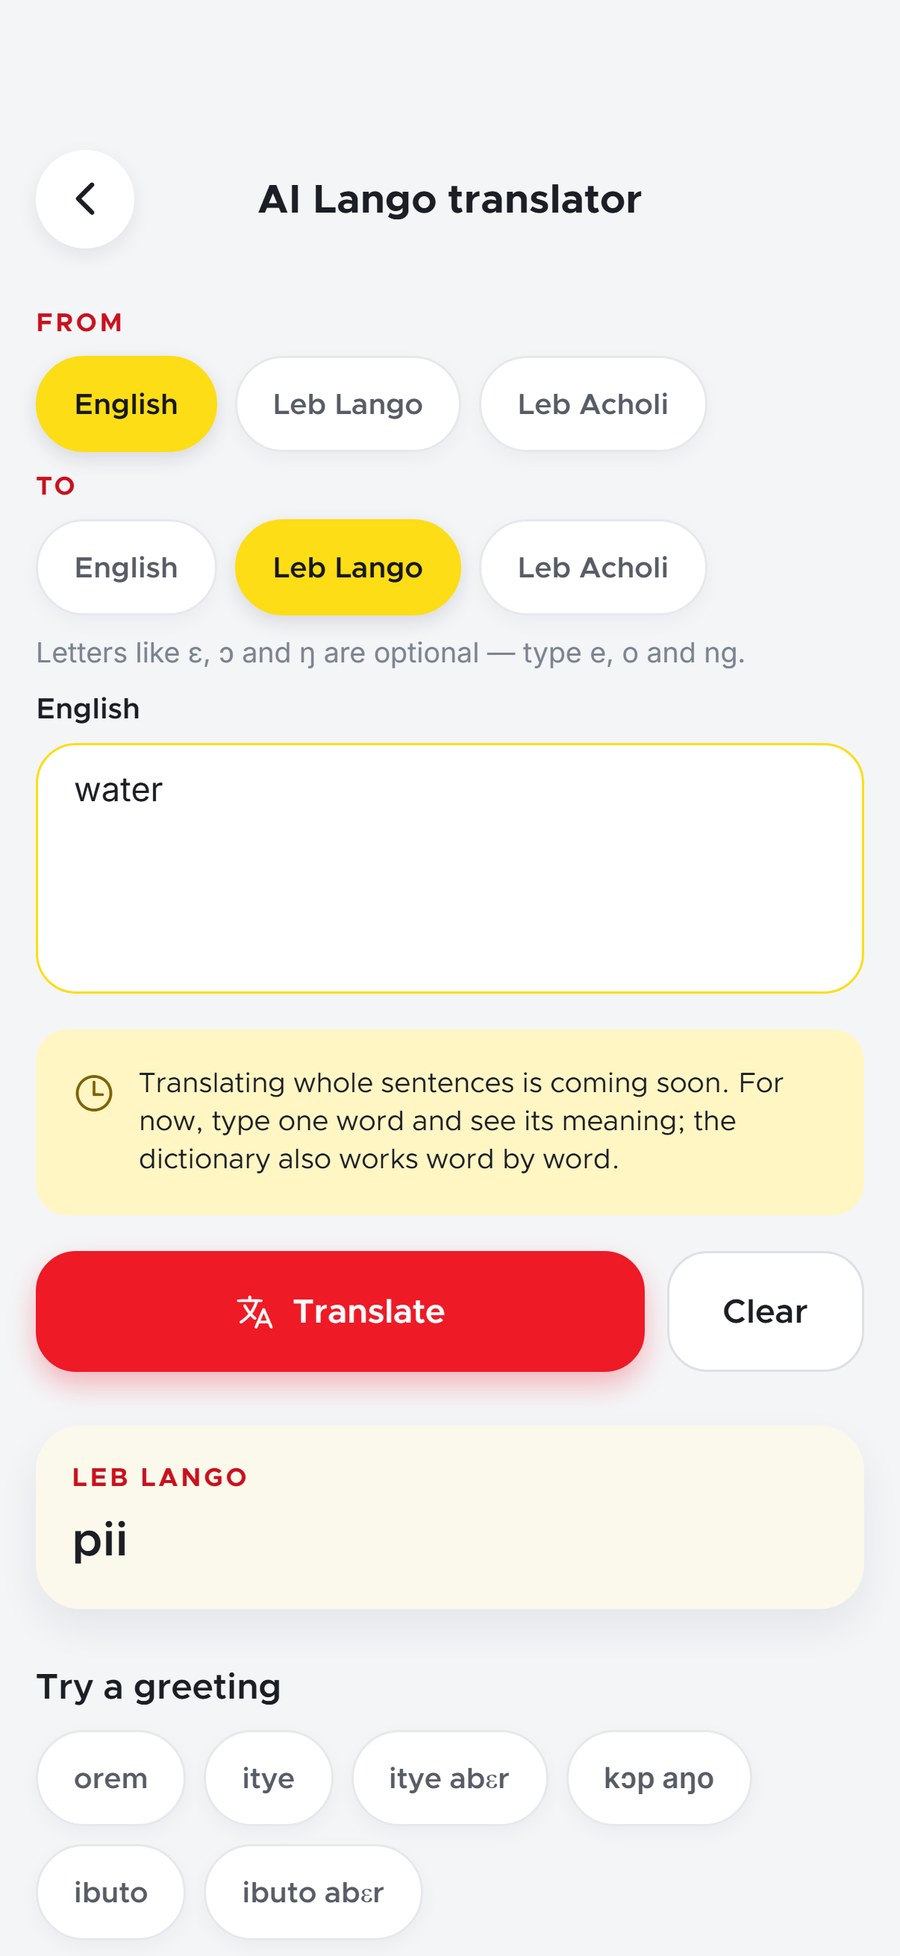 AI Lango translator
FROM
English
Leb Lango
Leb Acholi
TO
English
Leb Lango
Leb Acholi
Letters like ɛ, ɔ and ŋ are optional — type e, o and ng.
English
water
Translating whole sentences is coming soon. For
now, type one word and see its meaning; the
dictionary also works word by word.
Translate
Clear
LEB LANGO
pii
Try a greeting
orem
itye
itye abɛr
kɔp aŋo
ibuto
ibuto abɛr